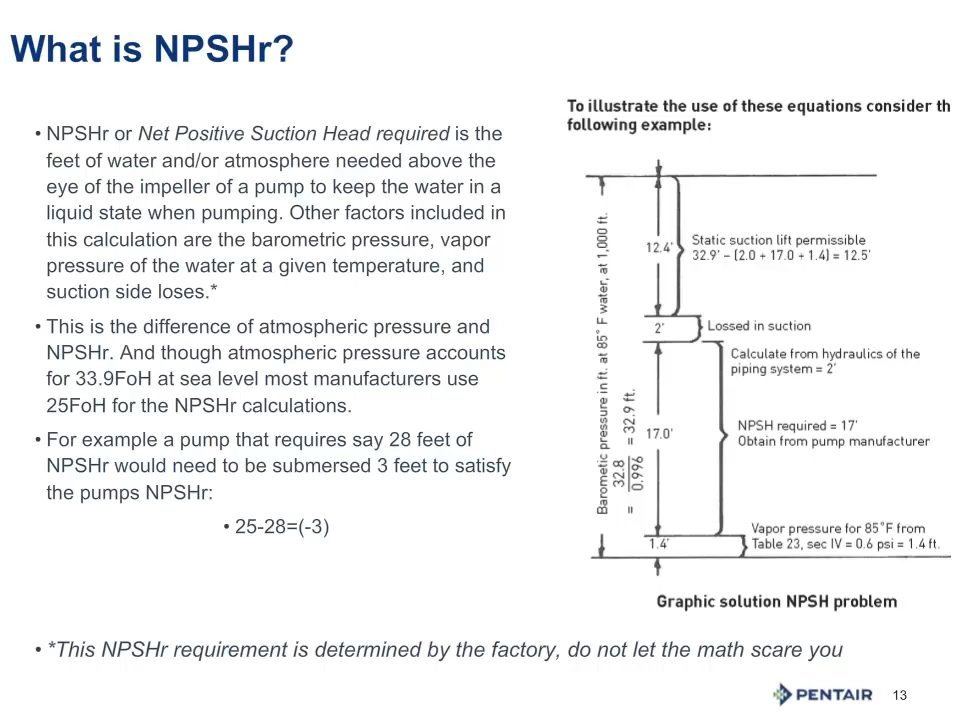 What is NPSHr?
• NPSHr or Net Positive Suction Head required is the
feet of water and/or atmosphere needed above the
eye of the impeller of a pump to keep the water in a
liquid state when pumping. Other factors included in
this calculation are the barometric pressure, vapor
pressure of the water at a given temperature, and
suction side loses.*
• This is the difference of atmospheric pressure and
NPSHr. And though atmospheric pressure accounts
for 33.9FoH at sea level most manufacturers use
25FoH for the NPSHr calculations.
• For example a pump that requires say 28 feet of
NPSHr would need to be submersed 3 feet to satisfy
the pumps NPSHr:
• 25-28=(-3)
To illustrate the use of these equations consider th
following example:
Barometic pressure in ft. at 85° F water, at 1,000 ft.
= 32.8 / 0.996 = 32.9 ft.
12.4'
Static suction lift permissible
32.9' – (2.0 + 17.0 + 1.4) = 12.5'
2'
Lossed in suction
Calculate from hydraulics of the
piping system = 2'
17.0'
NPSH required = 17'
Obtain from pump manufacturer
1.4'
Vapor pressure for 85°F from
Table 23, sec IV = 0.6 psi = 1.4 ft.
Graphic solution NPSH problem
• *This NPSHr requirement is determined by the factory, do not let the math scare you
PENTAIR
13